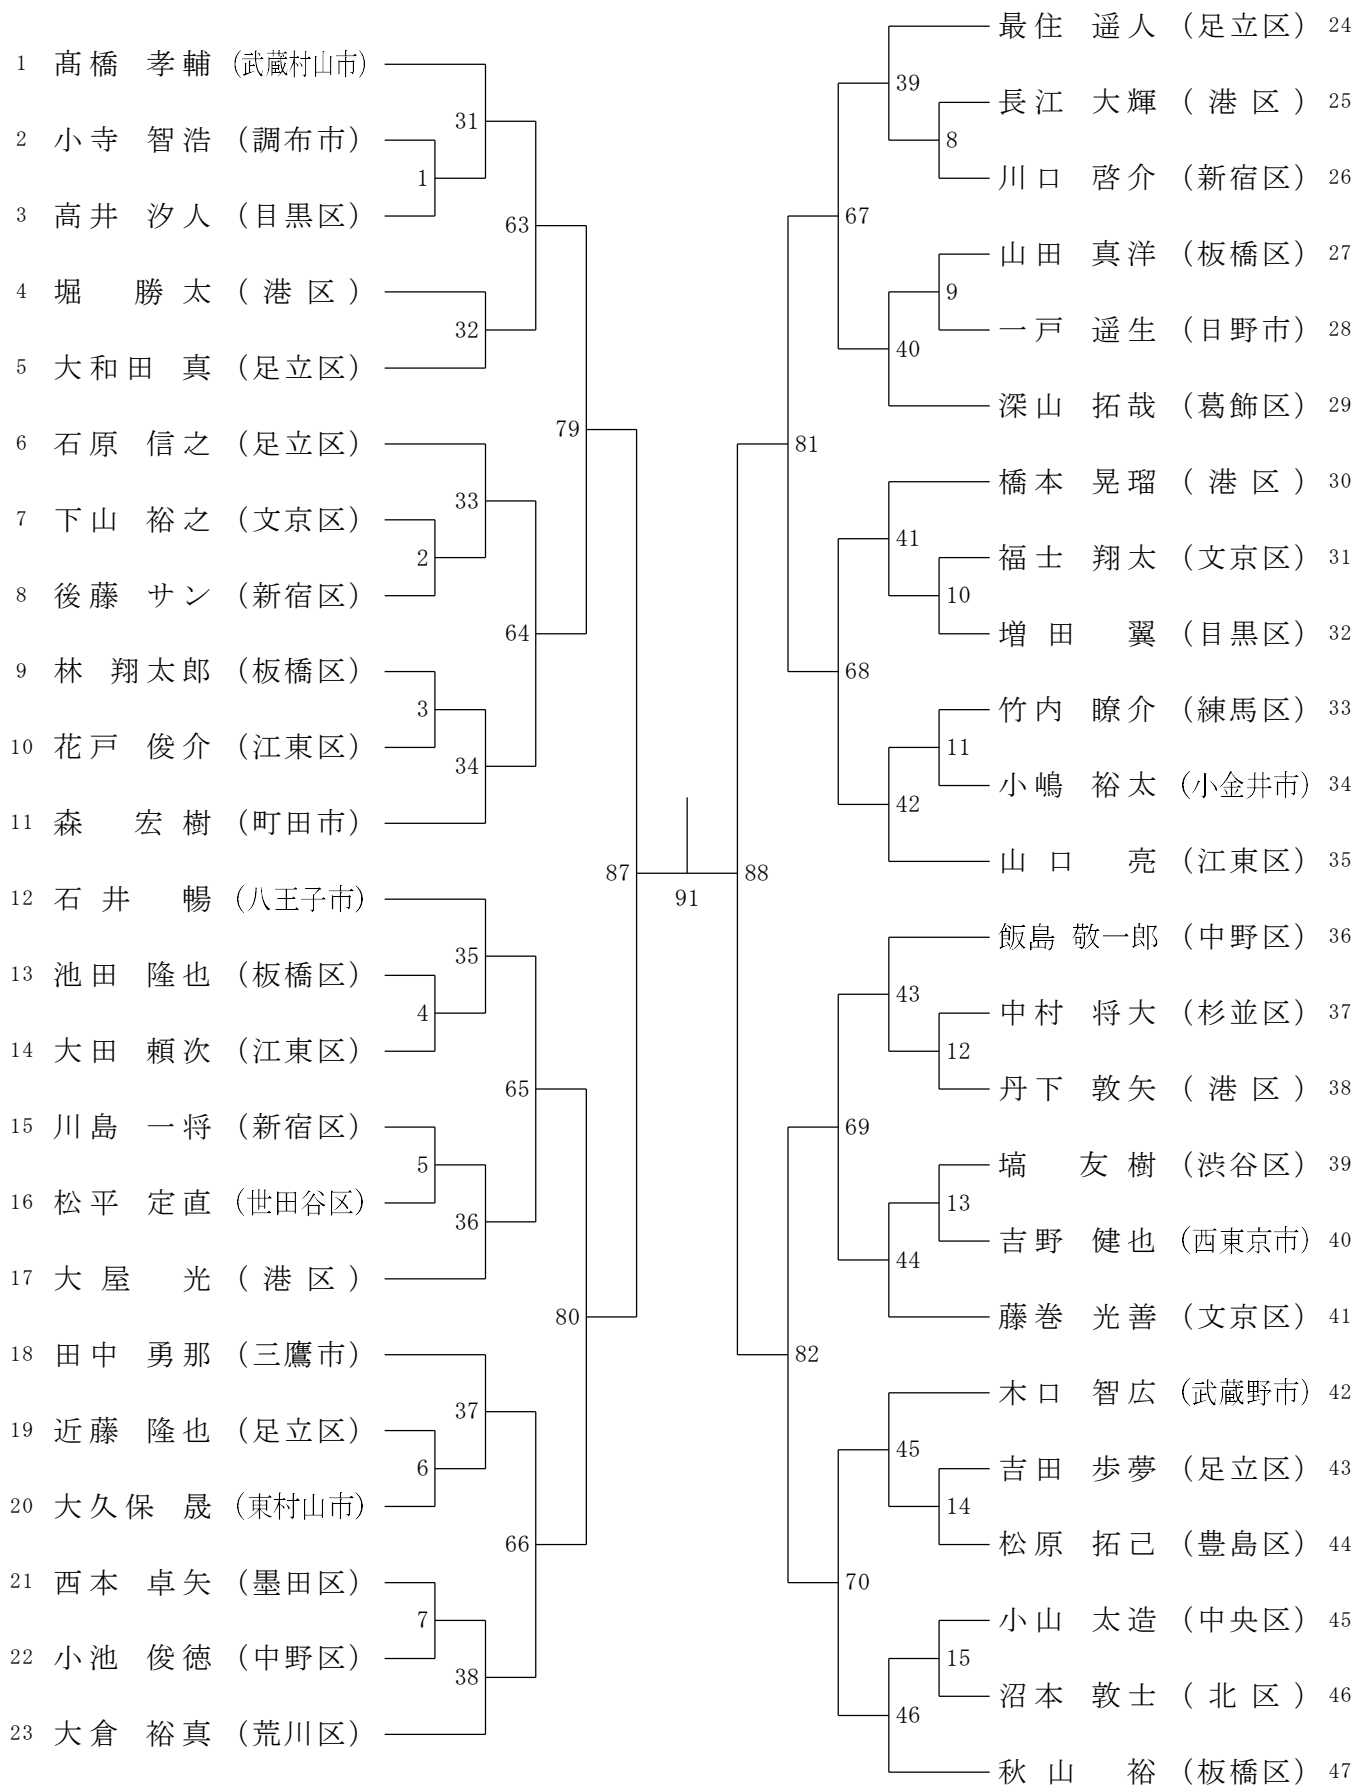 1 髙橋 孝輔 (武蔵村山市)
2 小寺 智浩 (調布市)
3 高井 汐人 (目黒区)
4 堀 勝太 (港区)
5 大和田 真 (足立区)
6 石原 信之 (足立区)
7 下山 裕之 (文京区)
8 後藤 サン (新宿区)
9 林 翔太郎 (板橋区)
10 花戸 俊介 (江東区)
11 森 宏樹 (町田市)
12 石井 暢 (八王子市)
13 池田 隆也 (板橋区)
14 大田 頼次 (江東区)
15 川島 一将 (新宿区)
16 松平 定直 (世田谷区)
17 大屋 光 (港区)
18 田中 勇那 (三鷹市)
19 近藤 隆也 (足立区)
20 大久保 晟 (東村山市)
21 西本 卓矢 (墨田区)
22 小池 俊徳 (中野区)
23 大倉 裕真 (荒川区)
1
2
3
4
5
6
7
31
32
33
34
35
36
37
38
63
64
65
66
79
80
87
91
88
81
82
67
68
69
70
39
40
41
42
43
44
45
46
8
9
10
11
12
13
14
15
最住 遥人 (足立区) 24
長江 大輝 (港区) 25
川口 啓介 (新宿区) 26
山田 真洋 (板橋区) 27
一戸 遥生 (日野市) 28
深山 拓哉 (葛飾区) 29
橋本 晃瑠 (港区) 30
福士 翔太 (文京区) 31
増田 翼 (目黒区) 32
竹内 瞭介 (練馬区) 33
小嶋 裕太 (小金井市) 34
山口 亮 (江東区) 35
飯島 敬一郎 (中野区) 36
中村 将大 (杉並区) 37
丹下 敦矢 (港区) 38
塙 友樹 (渋谷区) 39
吉野 健也 (西東京市) 40
藤巻 光善 (文京区) 41
木口 智広 (武蔵野市) 42
吉田 歩夢 (足立区) 43
松原 拓己 (豊島区) 44
小山 太造 (中央区) 45
沼本 敦士 (北区) 46
秋山 裕 (板橋区) 47